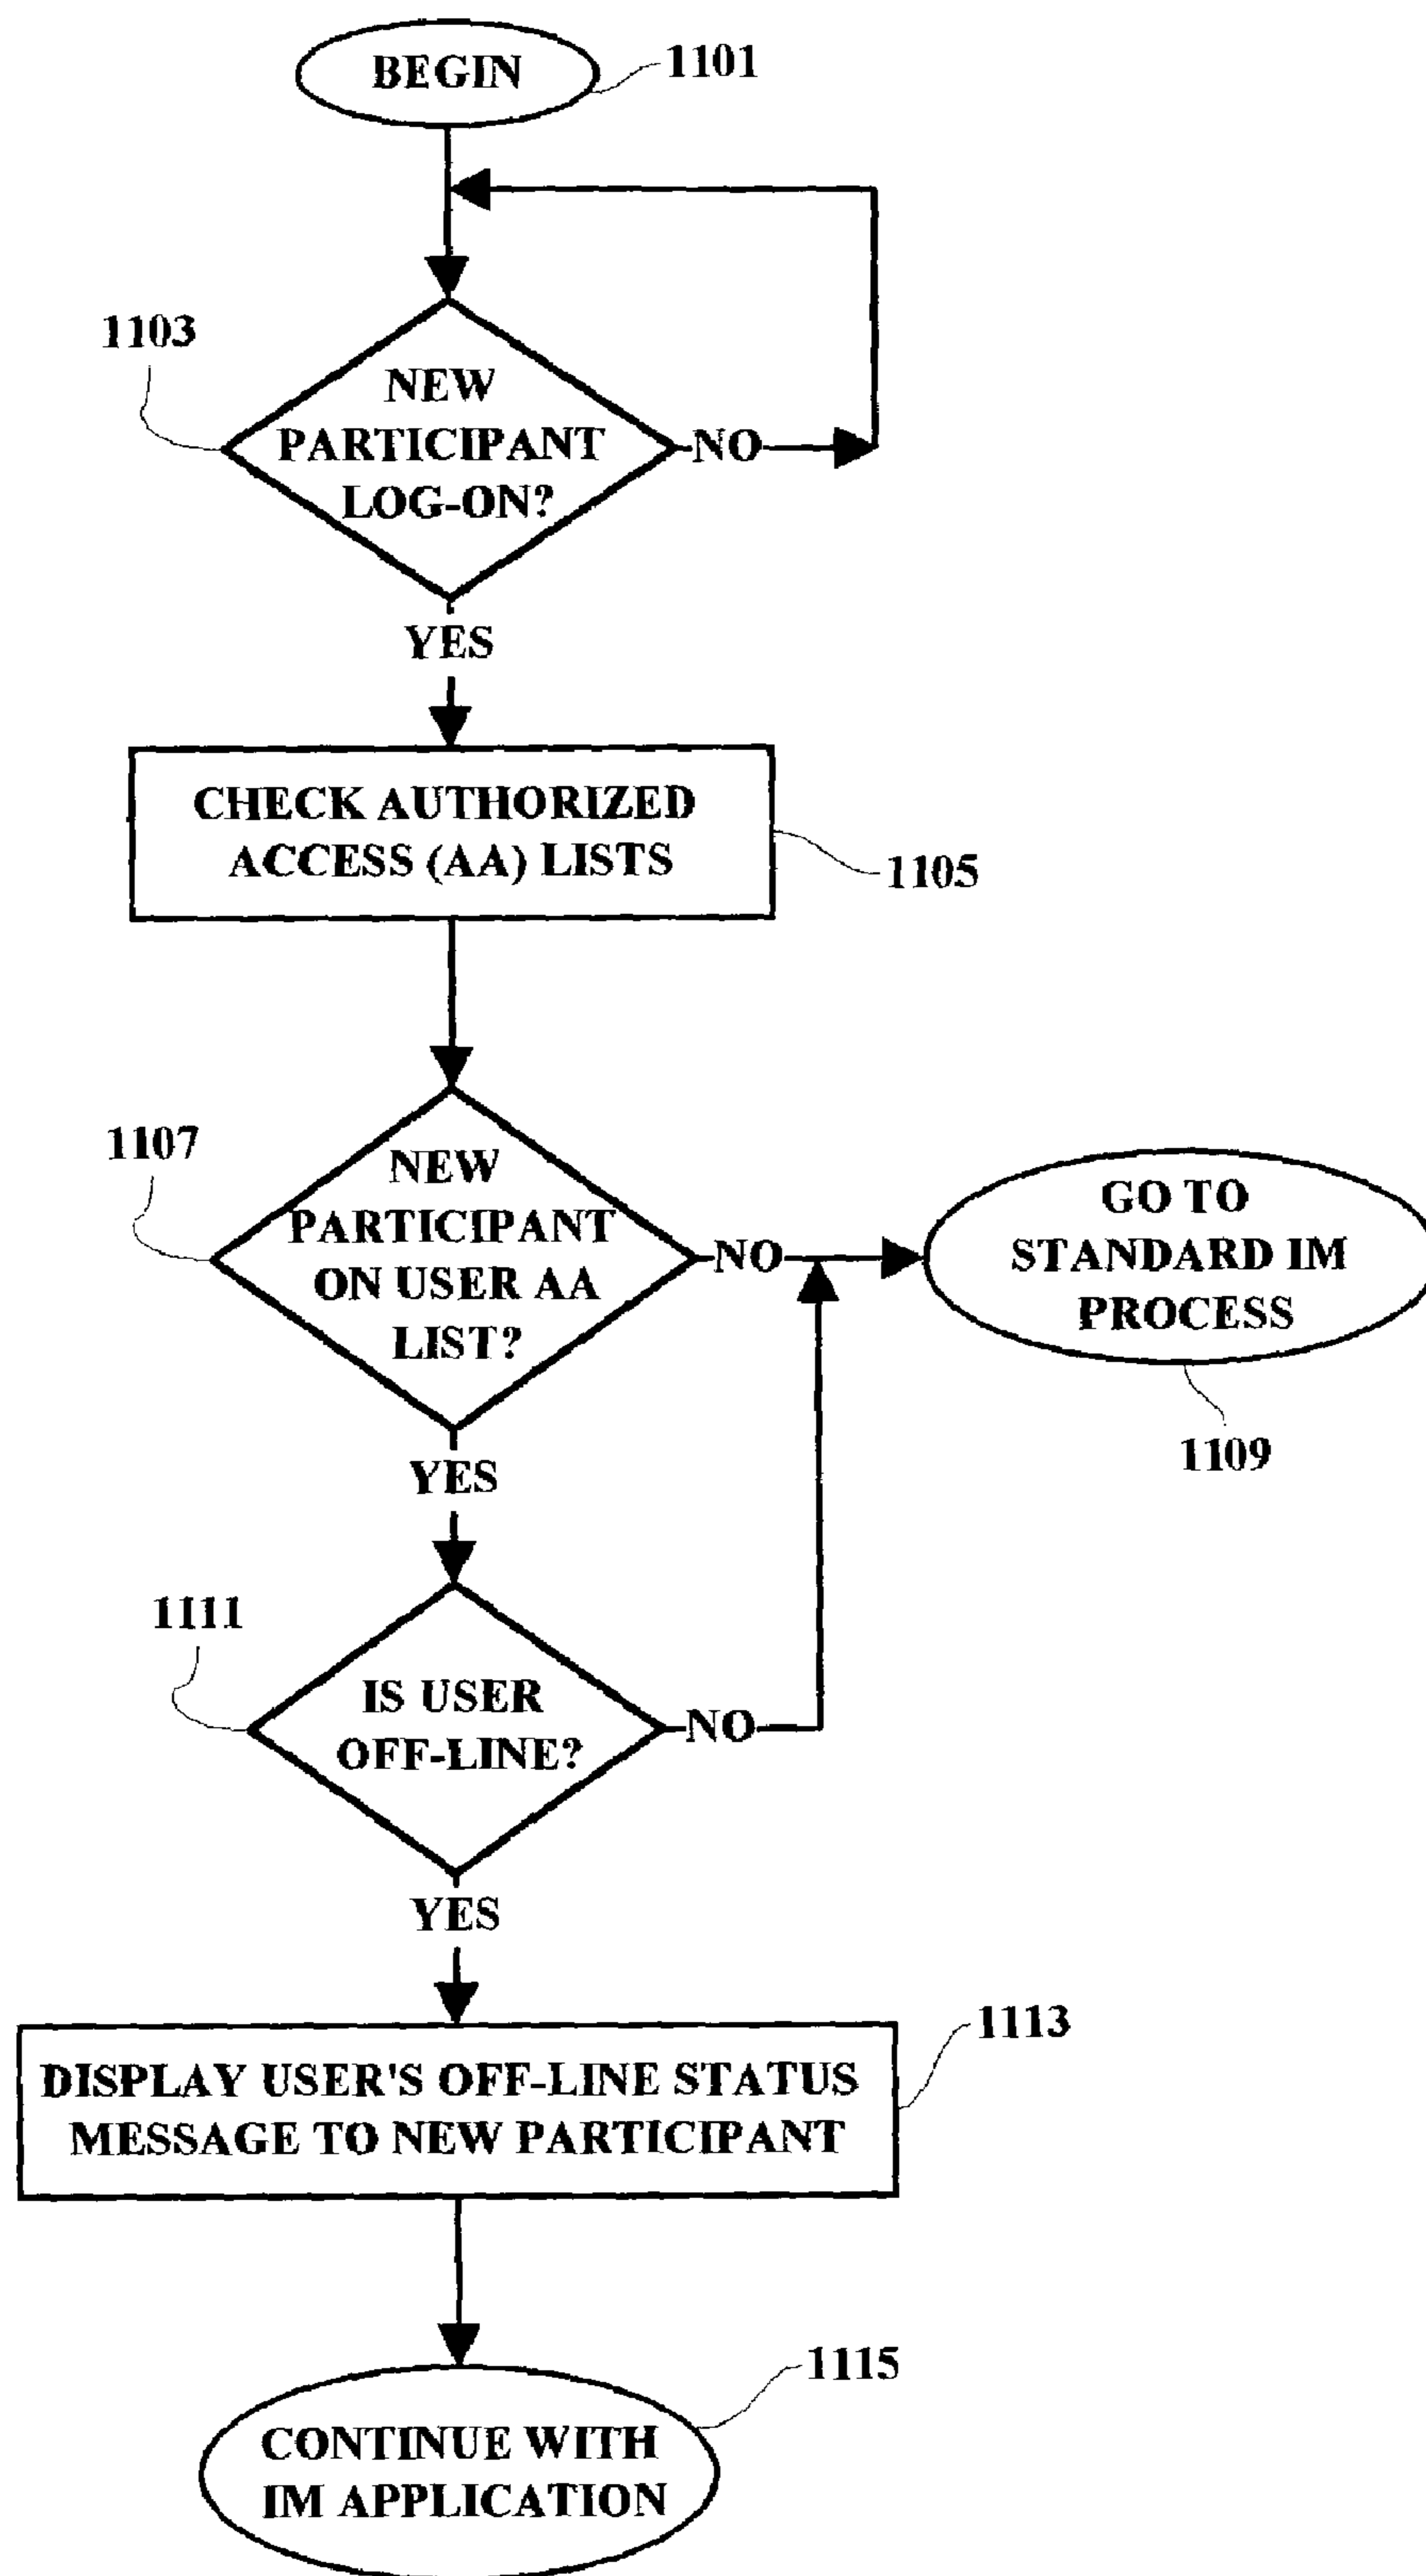 BEGIN
1101
1103
NEW
PARTICIPANT
LOG-ON?
NO
YES
CHECK AUTHORIZED
ACCESS (AA) LISTS
1105
1107
NEW
PARTICIPANT
ON USER AA
LIST?
NO
GO TO
STANDARD IM
PROCESS
1109
YES
1111
IS USER
OFF-LINE?
NO
YES
1113
DISPLAY USER'S OFF-LINE STATUS
MESSAGE TO NEW PARTICIPANT
1115
CONTINUE WITH
IM APPLICATION